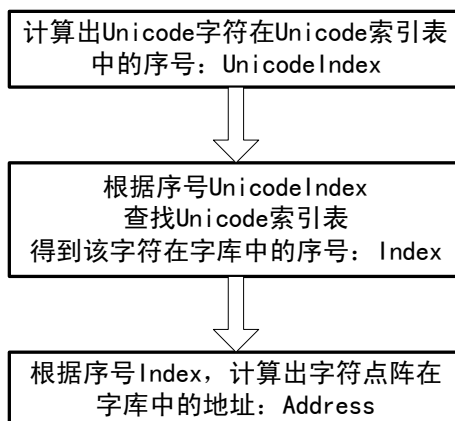 计算出Unicode字符在Unicode索引表
中的序号：UnicodeIndex
根据序号UnicodeIndex
查找Unicode索引表
得到该字符在字库中的序号：Index
根据序号Index，计算出字符点阵在
字库中的地址：Address